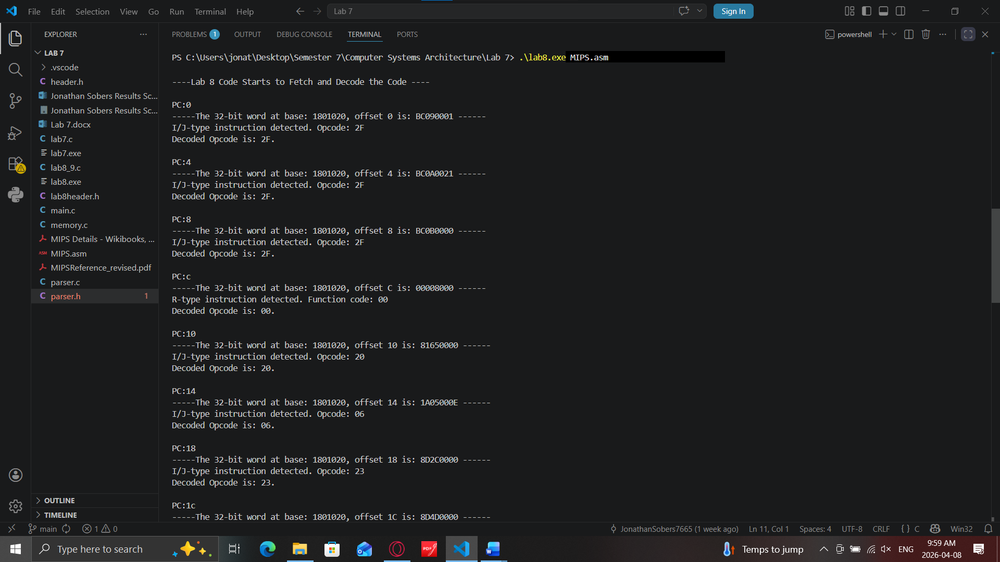 File Edit Selection View Go Run Terminal Help
Lab 7
Sign In
EXPLORER
LAB 7
.vscode
C header.h
Jonathan Sobers Results Sc...
Jonathan Sobers Results Sc...
Lab 7.docx
C lab7.c
lab7.exe
C lab8_9.c
lab8.exe
C lab8header.h
C main.c
C memory.c
MIPS Details - Wikibooks, ...
ASM MIPS.asm
MIPSReference_revised.pdf
C parser.c
C parser.h 1
OUTLINE
TIMELINE
PROBLEMS 1 OUTPUT DEBUG CONSOLE TERMINAL PORTS
powershell
PS C:\Users\jonat\Desktop\Semester 7\Computer Systems Architecture\Lab 7> .\lab8.exe MIPS.asm
----Lab 8 Code Starts to Fetch and Decode the Code ----
PC:0
-----The 32-bit word at base: 1801020, offset 0 is: BC090001 ------
I/J-type instruction detected. Opcode: 2F
Decoded Opcode is: 2F.
PC:4
-----The 32-bit word at base: 1801020, offset 4 is: BC0A0021 ------
I/J-type instruction detected. Opcode: 2F
Decoded Opcode is: 2F.
PC:8
-----The 32-bit word at base: 1801020, offset 8 is: BC0B0000 ------
I/J-type instruction detected. Opcode: 2F
Decoded Opcode is: 2F.
PC:c
-----The 32-bit word at base: 1801020, offset C is: 00008000 ------
R-type instruction detected. Function code: 00
Decoded Opcode is: 00.
PC:10
-----The 32-bit word at base: 1801020, offset 10 is: 81650000 ------
I/J-type instruction detected. Opcode: 20
Decoded Opcode is: 20.
PC:14
-----The 32-bit word at base: 1801020, offset 14 is: 1A05000E ------
I/J-type instruction detected. Opcode: 06
Decoded Opcode is: 06.
PC:18
-----The 32-bit word at base: 1801020, offset 18 is: 8D2C0000 ------
I/J-type instruction detected. Opcode: 23
Decoded Opcode is: 23.
PC:1c
-----The 32-bit word at base: 1801020, offset 1C is: 8D4D0000 ------
main 1 0 JonathanSobers7665 (1 week ago) Ln 11, Col 1 Spaces: 4 UTF-8 CRLF { } C Win32
Type here to search
PDF
Temps to jump
ENG
9:59 AM
2026-04-08